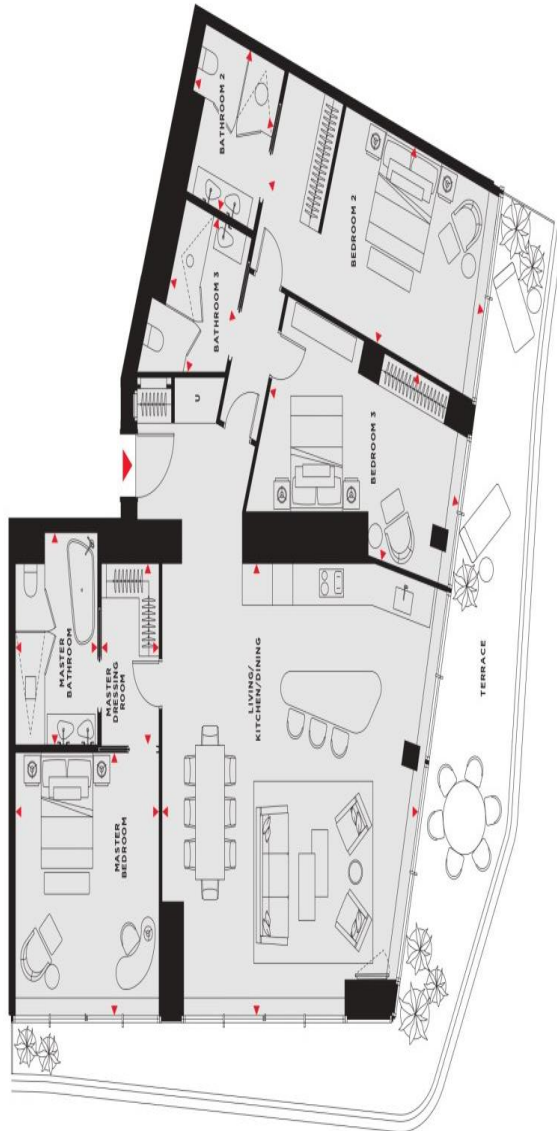 BATHROOM 2
BEDROOM 2
BATHROOM 3
BEDROOM 3
U
MASTER
BATHROOM
MASTER
DRESSING
ROOM
MASTER
BEDROOM
LIVING/
KITCHEN/DINING
TERRACE